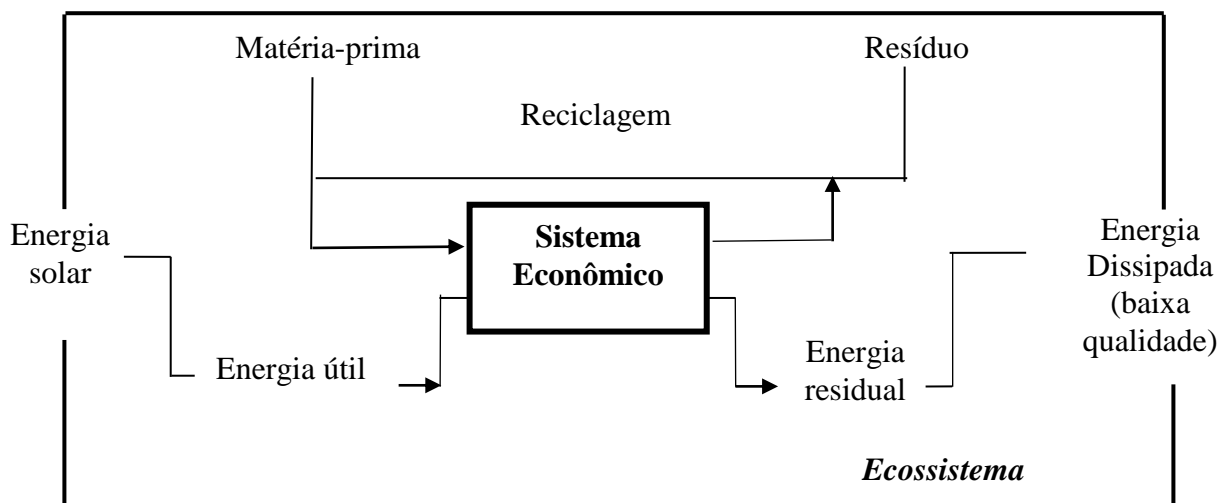 Matéria-prima
Resíduo
Reciclagem
Energia
solar
Sistema
Econômico
Energia
Dissipada
(baixa
qualidade)
Energia útil
Energia
residual
Ecossistema